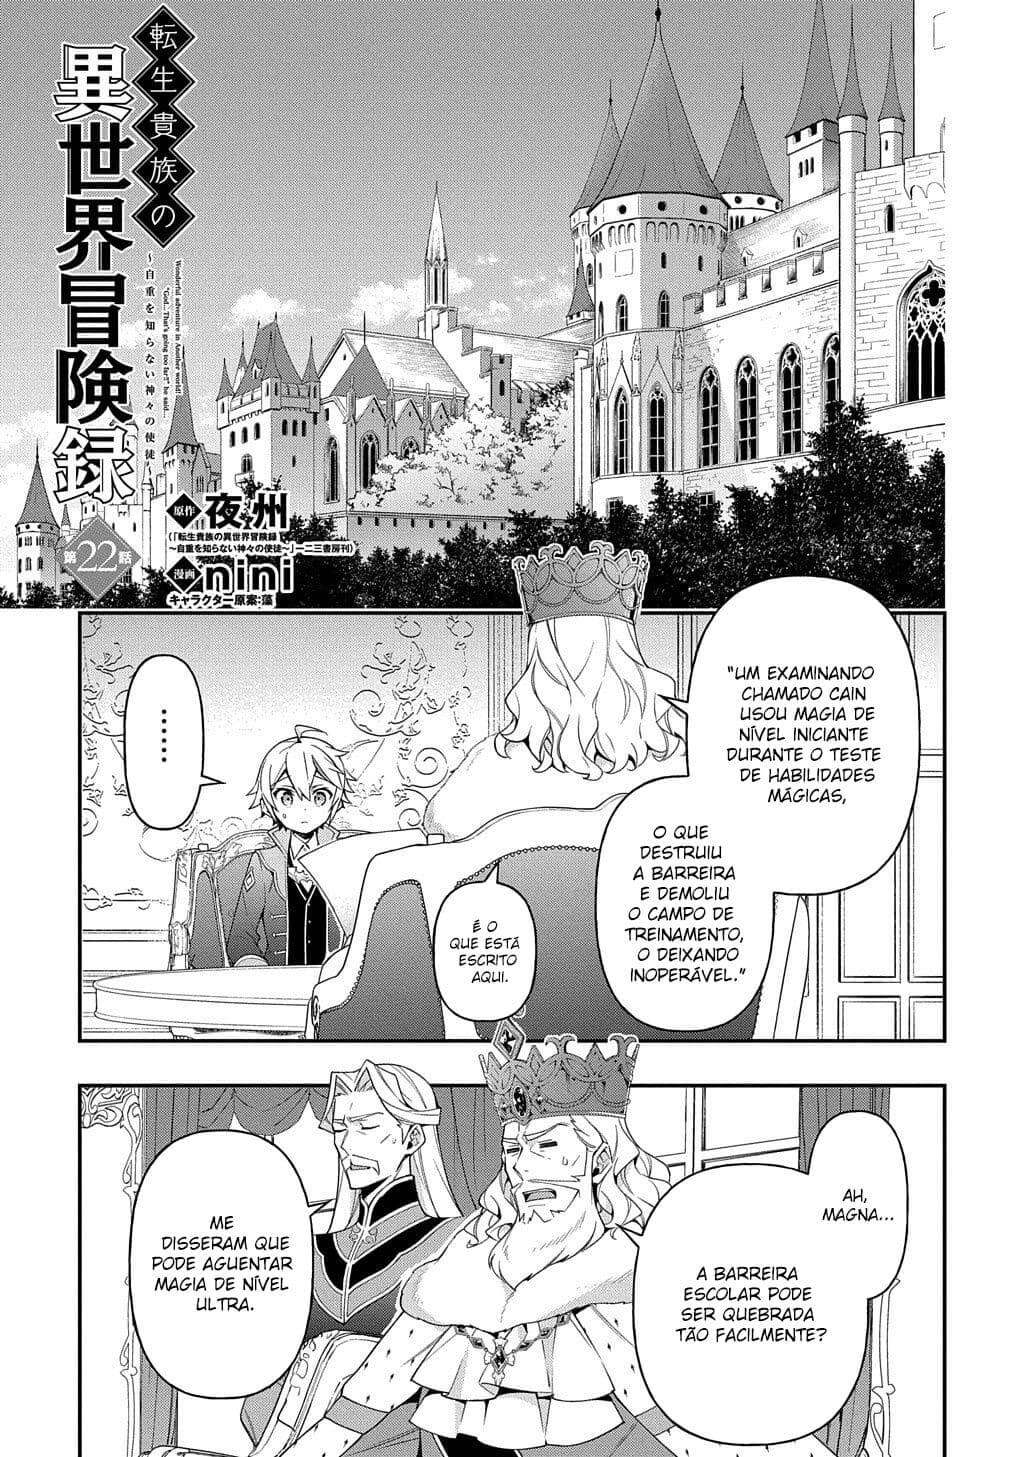 転生貴族の
異世界冒険録
Wonderful adventure in Another world!
"God...That's going too far!!" he said...
～自重を知らない神々の使徒～
第22話
原作 夜州
(「転生貴族の異世界冒険録
～自重を知らない神々の使徒～」一二三書房刊)
漫画 nini
キャラクター原案:藻
"UM EXAMINANDO
CHAMADO CAIN
USOU MAGIA DE
NÍVEL INICIANTE
DURANTE O TESTE
DE HABILIDADES
MÁGICAS,
O QUE
DESTRUIU
A BARREIRA
E DEMOLIU
O CAMPO DE
TREINAMENTO,
O DEIXANDO
INOPERÁVEL."
......
É O
QUE ESTÁ
ESCRITO
AQUI.
AH,
MAGNA...
A BARREIRA
ESCOLAR PODE
SER QUEBRADA
TÃO FACILMENTE?
ME
DISSERAM QUE
PODE AGUENTAR
MAGIA DE NÍVEL
ULTRA.